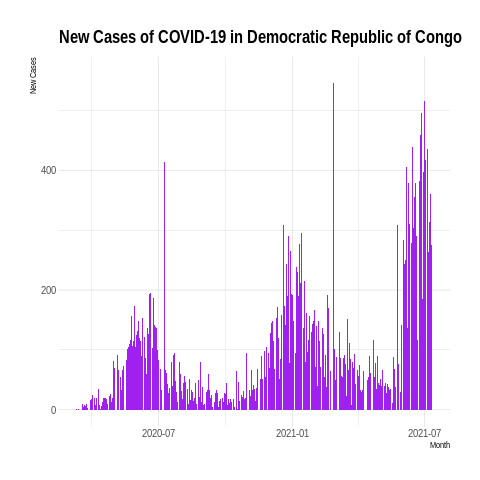 New Cases of COVID-19 in Democratic Republic of Congo
New Cases
400
200
0
2020-07
2021-01
2021-07
Month